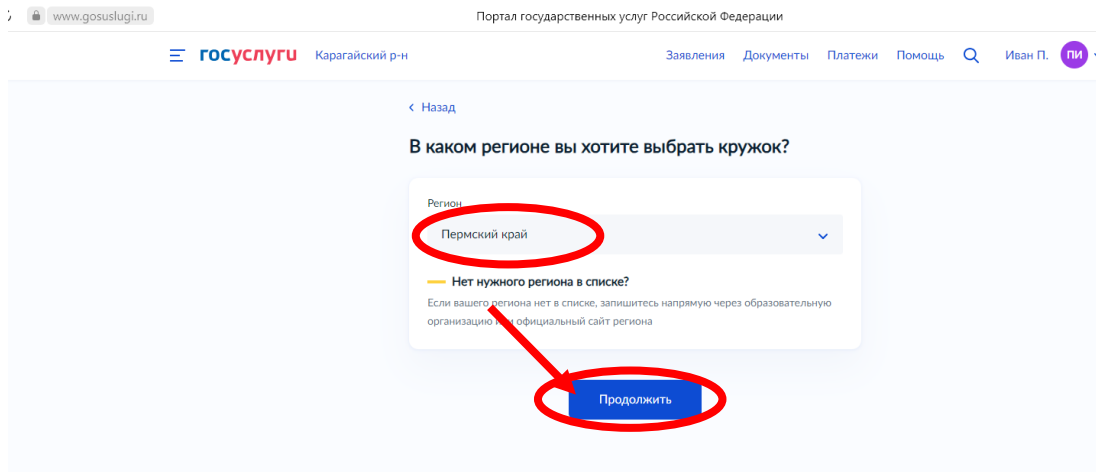 www.gosuslugi.ru Портал государственных услуг Российской Федерации
госуслуги Карагайский р-н Заявления Документы Платежи Помощь Иван П. ПИ
Назад
В каком регионе вы хотите выбрать кружок?
Регион
Пермский край
Нет нужного региона в списке?
Если вашего региона нет в списке, запишитесь напрямую через образовательную
организацию или официальный сайт региона
Продолжить